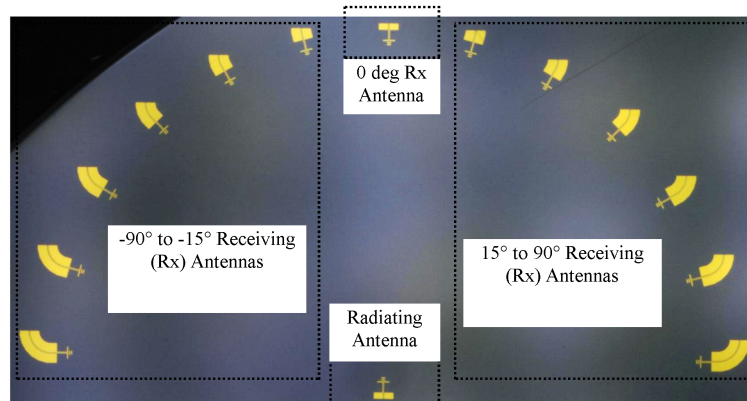 0 deg Rx
Antenna
-90° to -15° Receiving
(Rx) Antennas
15° to 90° Receiving
(Rx) Antennas
Radiating
Antenna